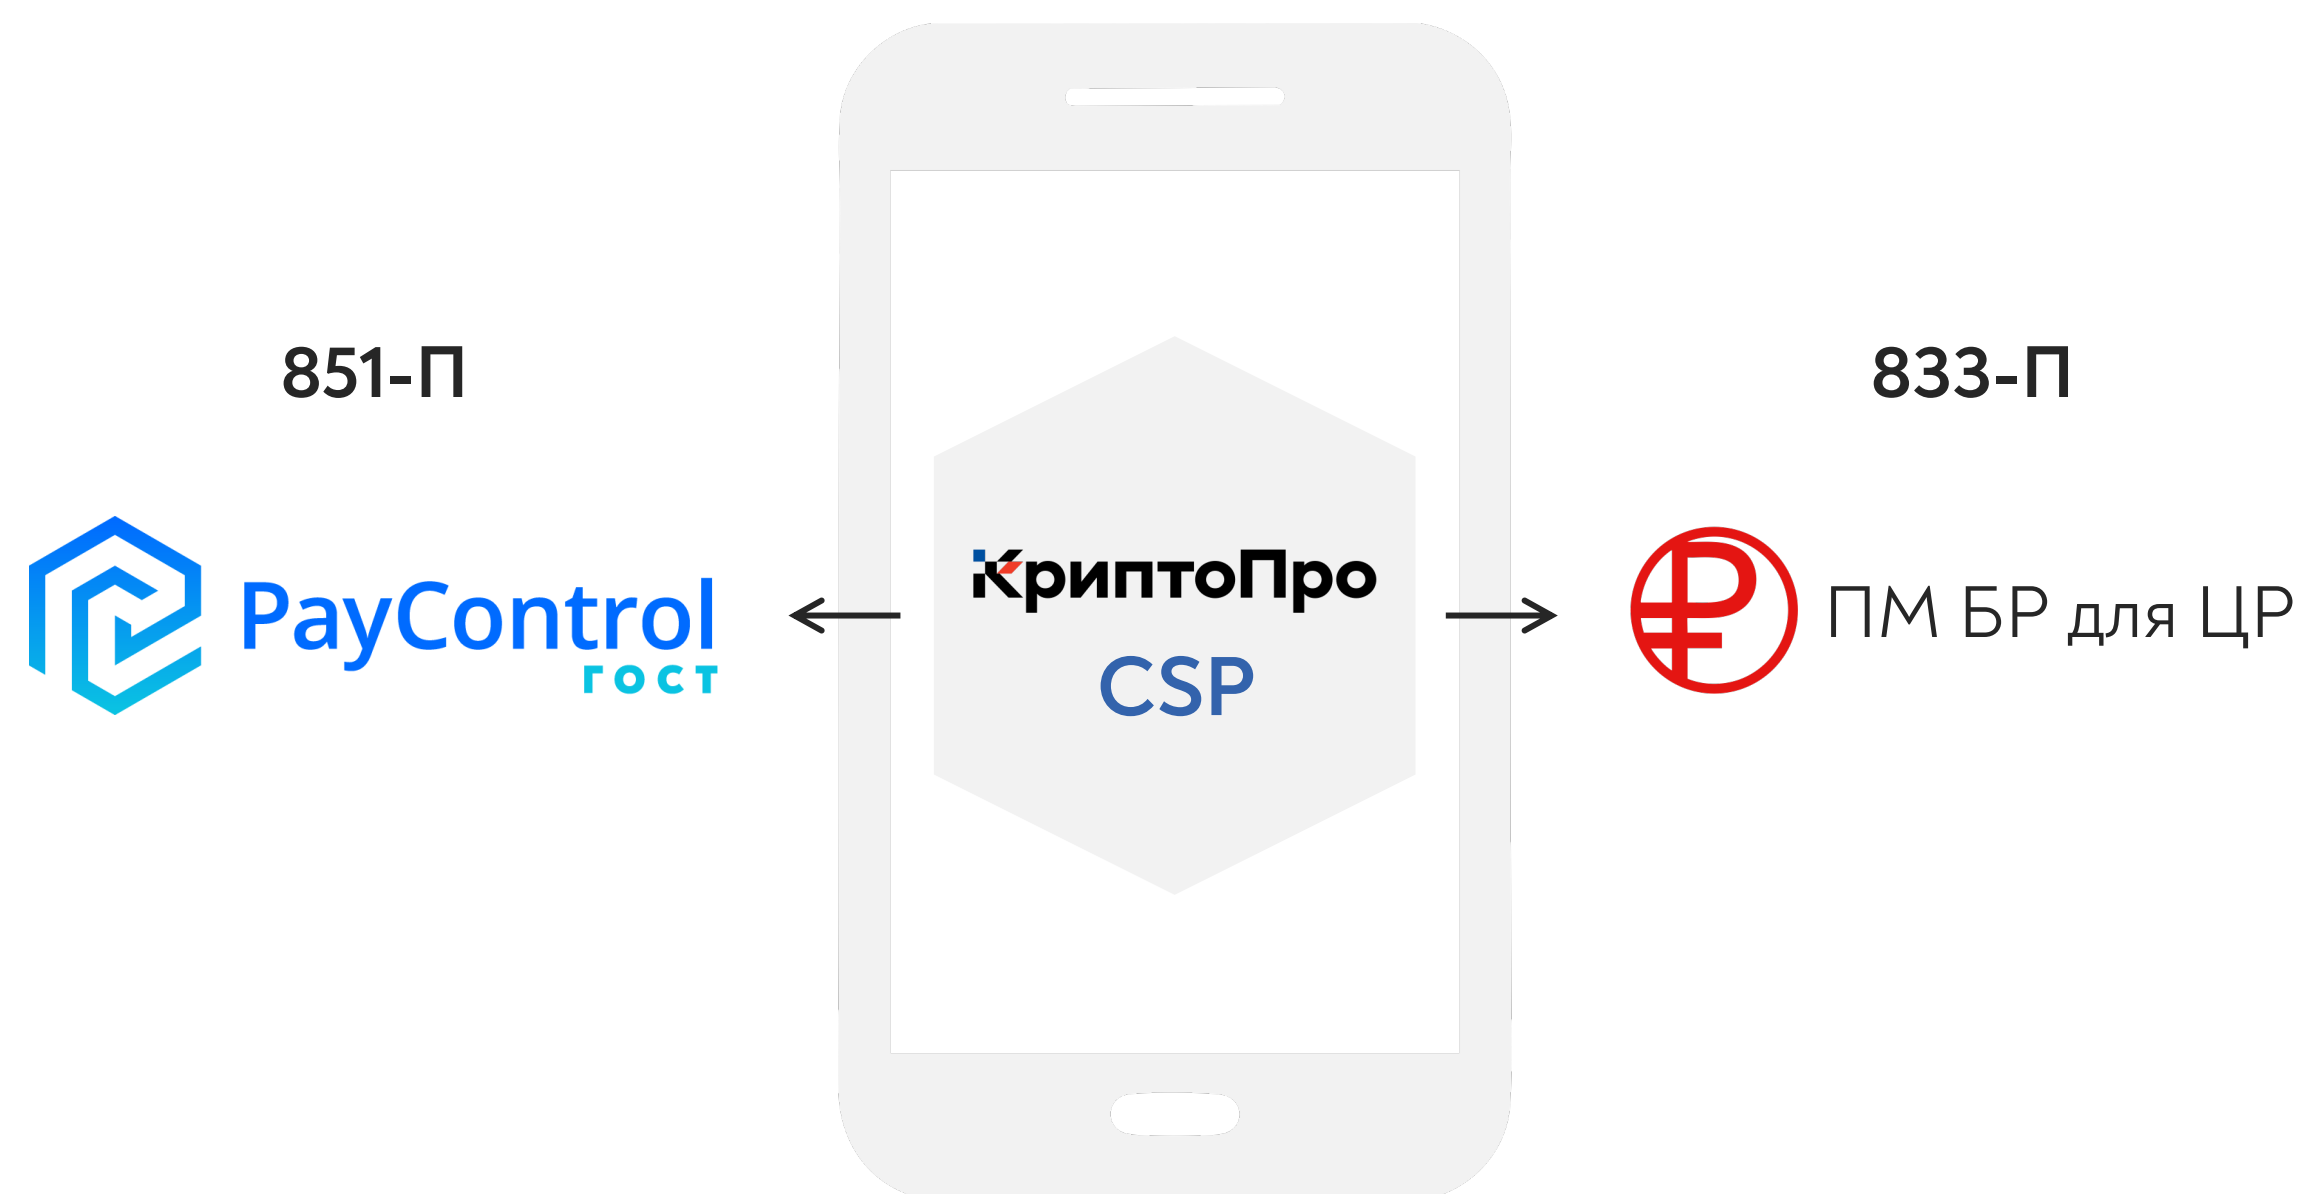 851-П
PayControl
гост
КриптоПро
CSP
833-П
ПМ БР для ЦР